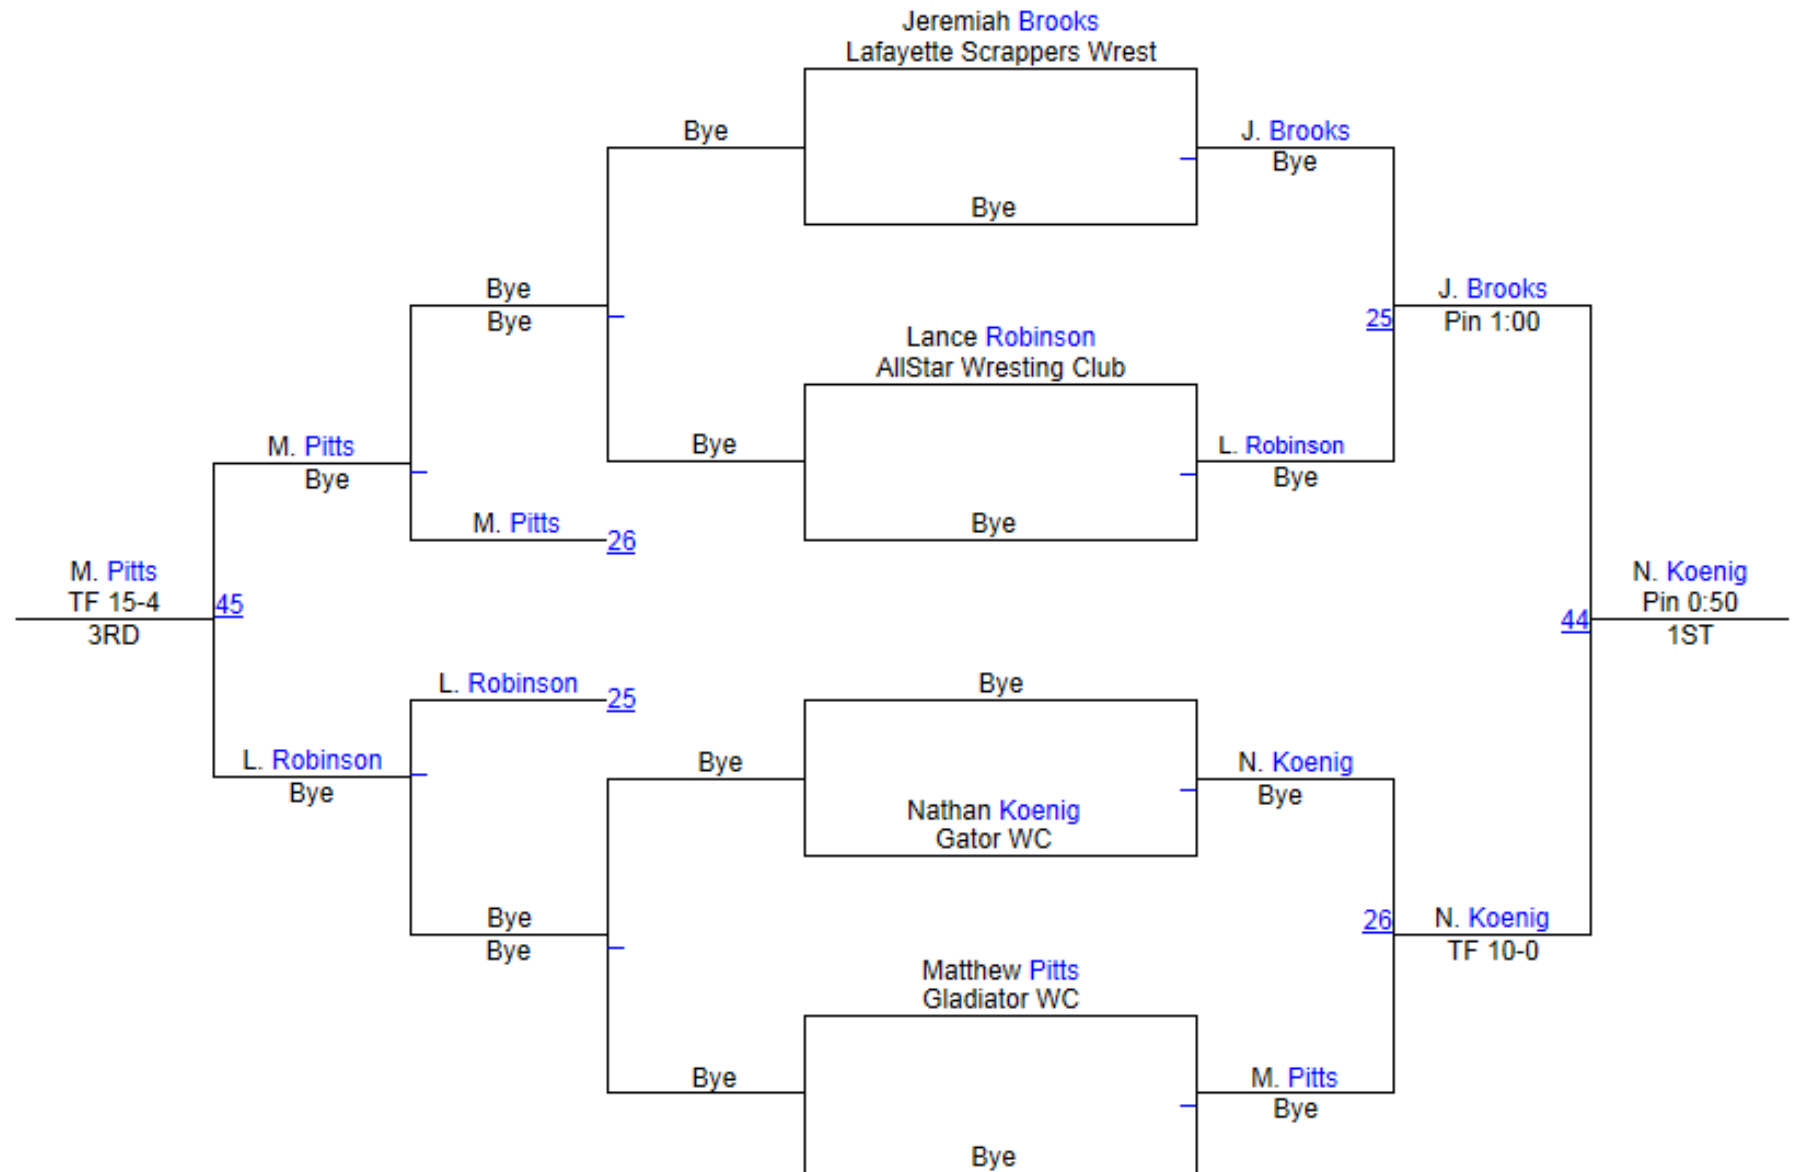 Jeremiah Brooks
Lafayette Scrappers Wrest
Bye
J. Brooks
Bye
Bye
Bye
Bye
J. Brooks
25
Pin 1:00
Lance Robinson
AllStar Wresting Club
M. Pitts
Bye
Bye
L. Robinson
Bye
M. Pitts
26
Bye
M. Pitts
TF 15-4
3RD
45
N. Koenig
Pin 0:50
1ST
44
L. Robinson
25
Bye
L. Robinson
Bye
Bye
N. Koenig
Bye
Nathan Koenig
Gator WC
Bye
Bye
26
N. Koenig
TF 10-0
Matthew Pitts
Gladiator WC
Bye
M. Pitts
Bye
Bye